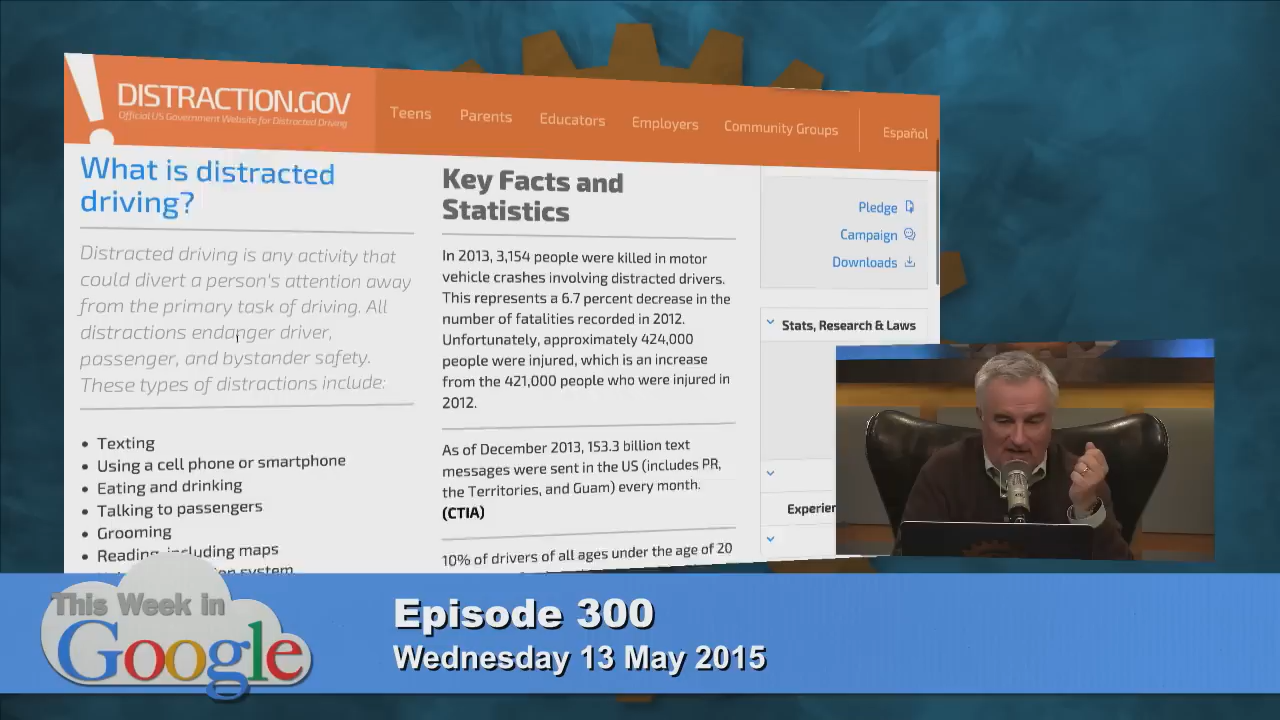 DISTRACTION.GOV
Official US Government Website for Distracted Driving
Teens
Parents
Educators
Employers
Community Groups
Español
What is distracted
driving?
Distracted driving is any activity that
could divert a person's attention away
from the primary task of driving. All
distractions endanger driver,
passenger, and bystander safety.
These types of distractions include:
• Texting
• Using a cell phone or smartphone
• Eating and drinking
• Talking to passengers
• Grooming
• Reading, including maps
system
Key Facts and
Statistics
In 2013, 3,154 people were killed in motor
vehicle crashes involving distracted drivers.
This represents a 6.7 percent decrease in the
number of fatalities recorded in 2012.
Unfortunately, approximately 424,000
people were injured, which is an increase
from the 421,000 people who were injured in
2012.
As of December 2013, 153.3 billion text
messages were sent in the US (includes PR,
the Territories, and Guam) every month.
(CTIA)
10% of drivers of all ages under the age of 20
Pledge
Campaign
Downloads
Stats, Research & Laws
This Week in
Google
Episode 300
Wednesday 13 May 2015